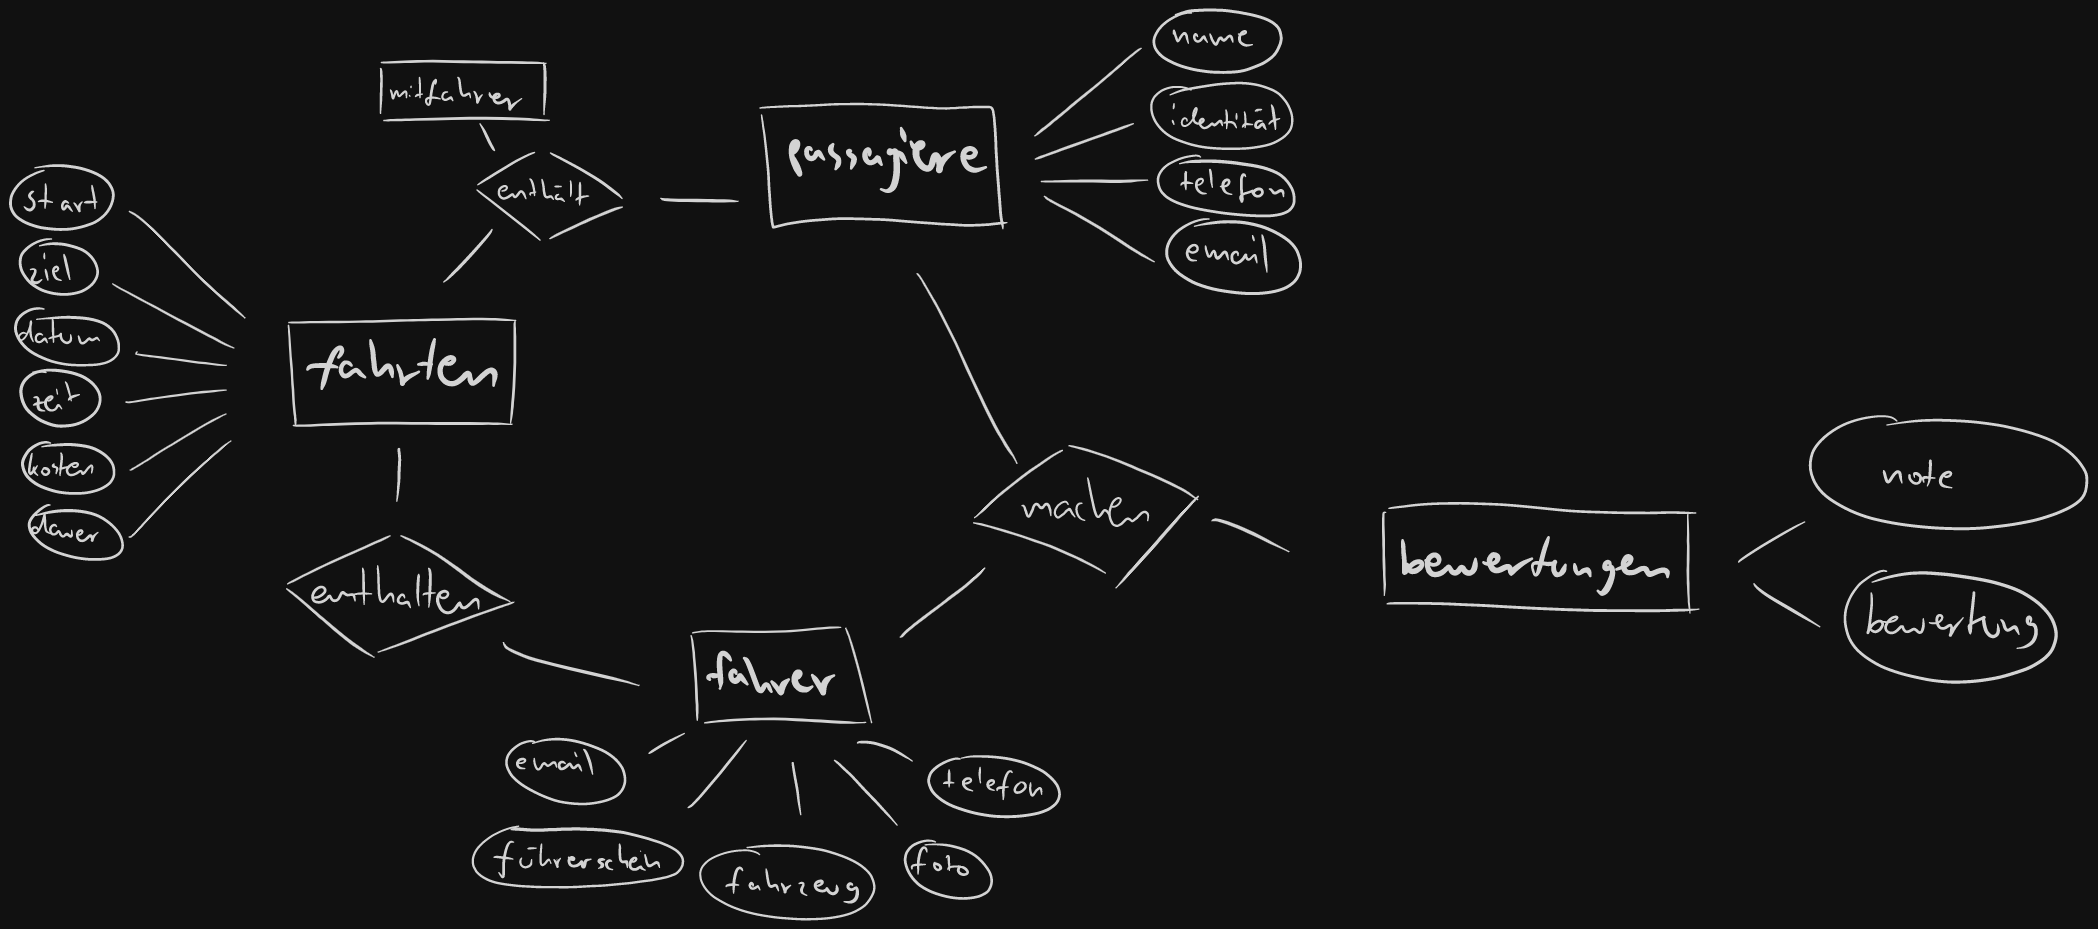 name
mitfahrer
identität
passagiere
telefon
enthält
start
email
ziel
datum
fahrten
zeit
kosten
note
machen
dauer
bewertungen
enthalten
bewertung
fahrer
email
telefon
führerschein
foto
fahrzeug